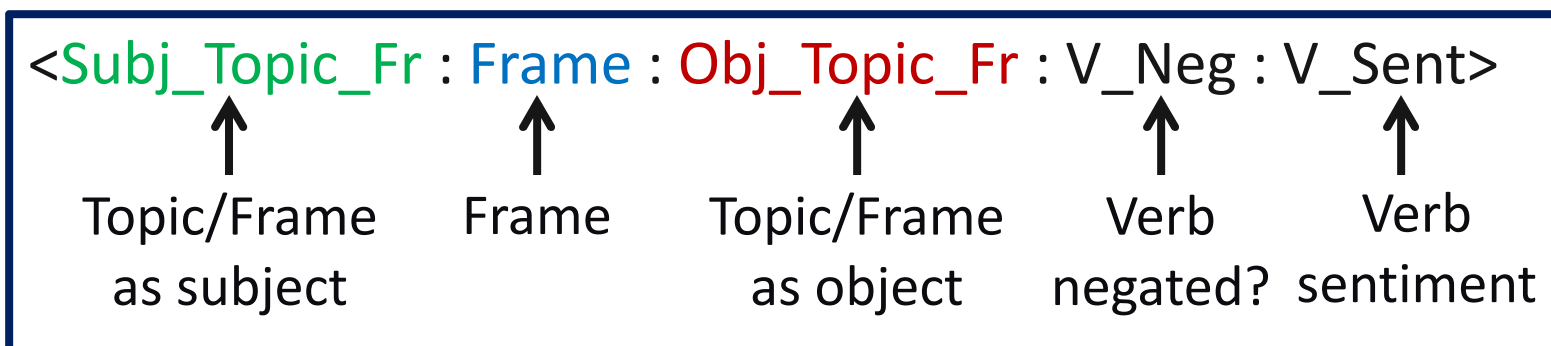 <Subj_Topic_Fr : Frame : Obj_Topic_Fr : V_Neg : V_Sent>
Topic/Frame Frame Topic/Frame Verb Verb
as subject as object negated? sentiment